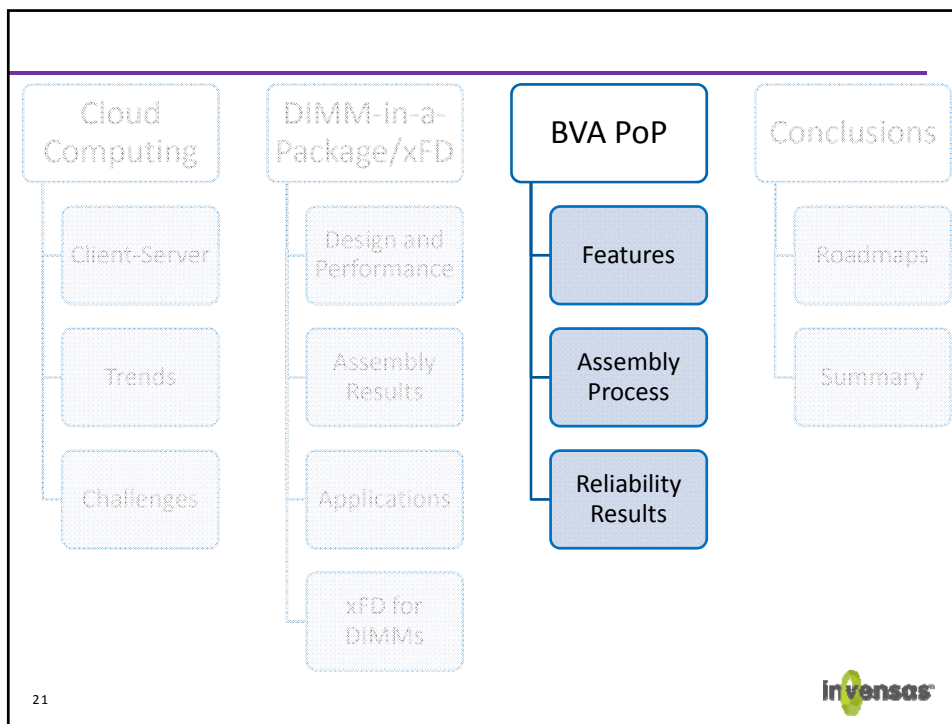 Cloud
Computing
Client-Server
Trends
Challenges
DIMM-in-a-
Package/xFD
Design and
Performance
Assembly
Results
Applications
xFD for
DIMMs
BVA PoP
Features
Assembly
Process
Reliability
Results
Conclusions
Roadmaps
Summary
21
invensas™